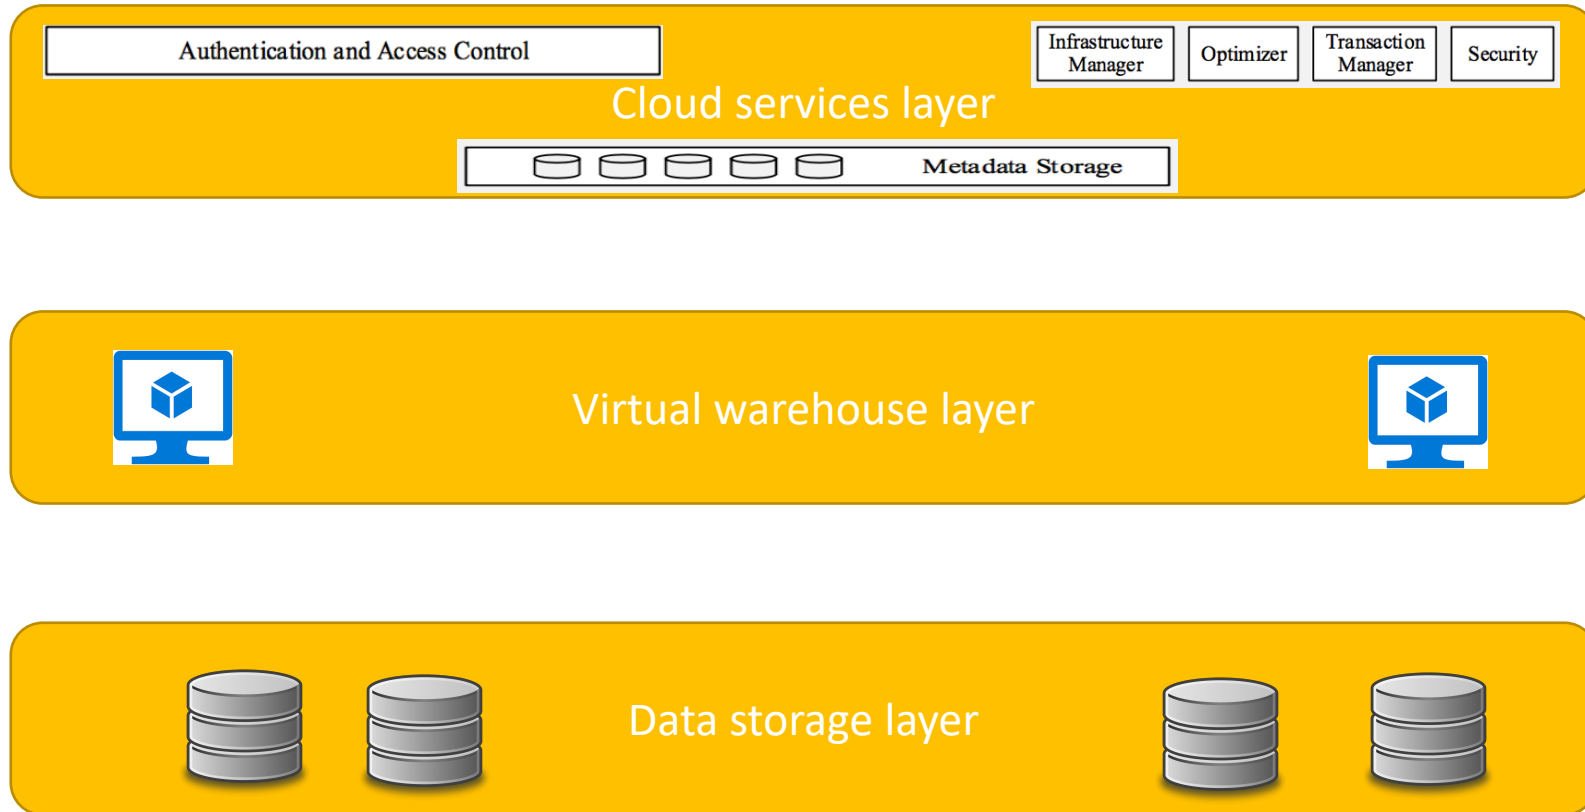 Authentication and Access Control
Infrastructure
Manager
Optimizer
Transaction
Manager
Security
Cloud services layer
Metadata Storage
Virtual warehouse layer
Data storage layer